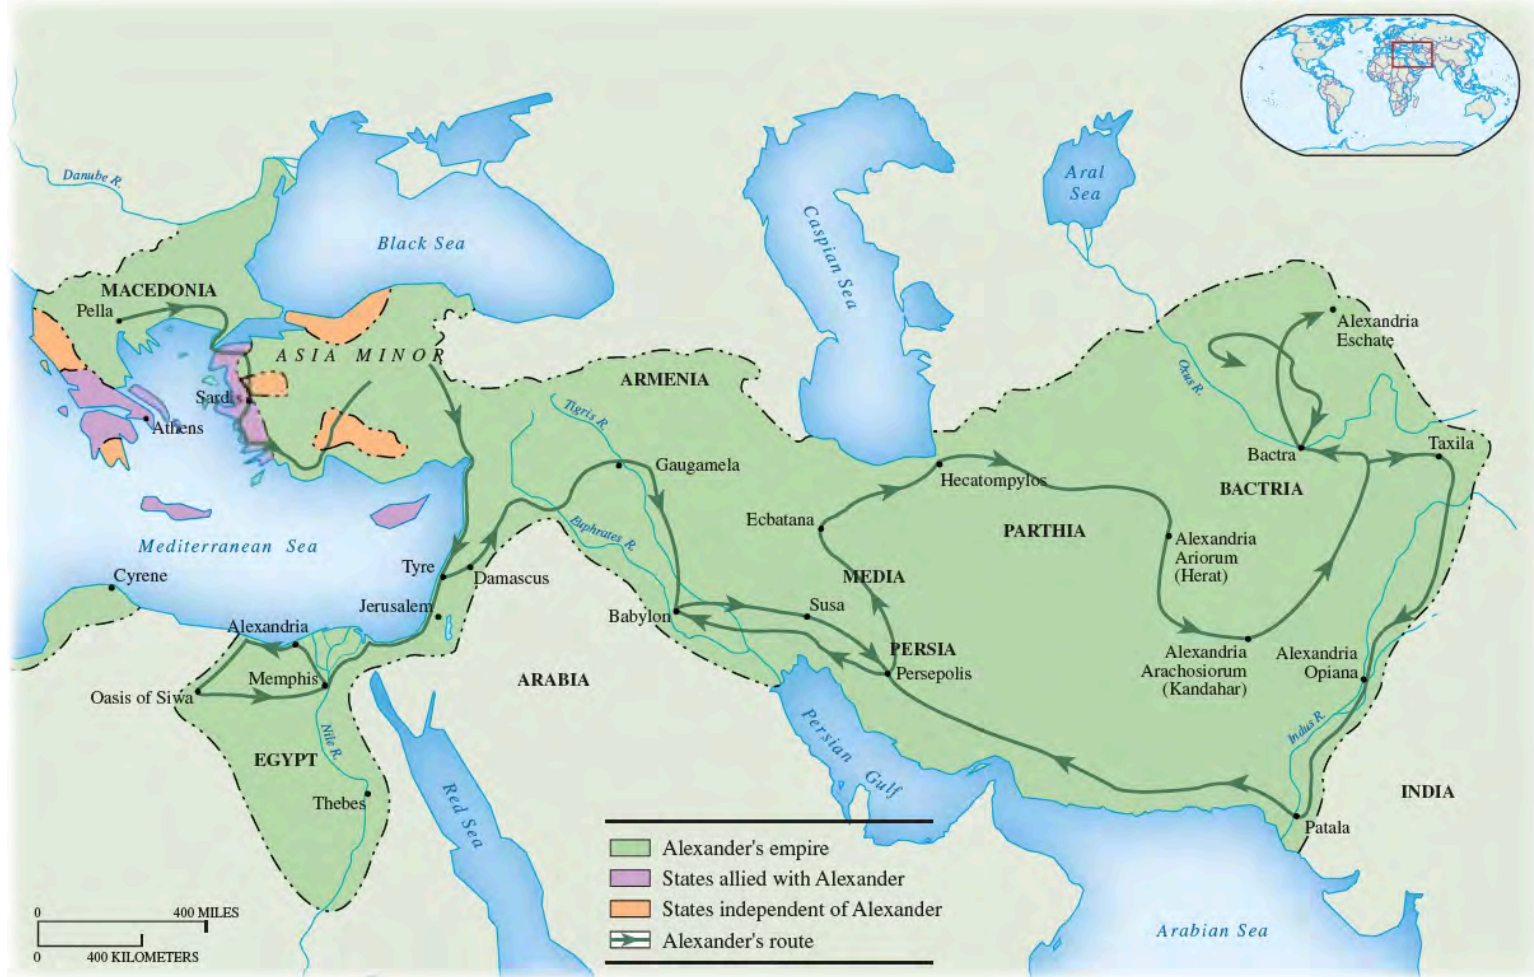 Danube R.
Black Sea
Caspian Sea
Aral
Sea
MACEDONIA
Pella
ASIA MINOR
Sard
Athens
ARMENIA
Tigris R.
Gaugamela
Euphrates R.
Oxus R.
Alexandria
Eschate
Bactra
Taxila
BACTRIA
Hecatompylos
Ecbatana
PARTHIA
Alexandria
Ariorum
(Herat)
Mediterranean Sea
Cyrene
Tyre
Damascus
Jerusalem
MEDIA
Babylon
Susa
PERSIA
Persepolis
Alexandria
Arachosiorum
(Kandahar)
Alexandria
Opiana
Alexandria
Memphis
Oasis of Siwa
ARABIA
Nile R.
EGYPT
Thebes
Red Sea
Persian Gulf
Indus R.
INDIA
Patala
Arabian Sea
Alexander's empire
States allied with Alexander
States independent of Alexander
Alexander's route
0 400 MILES
0 400 KILOMETERS